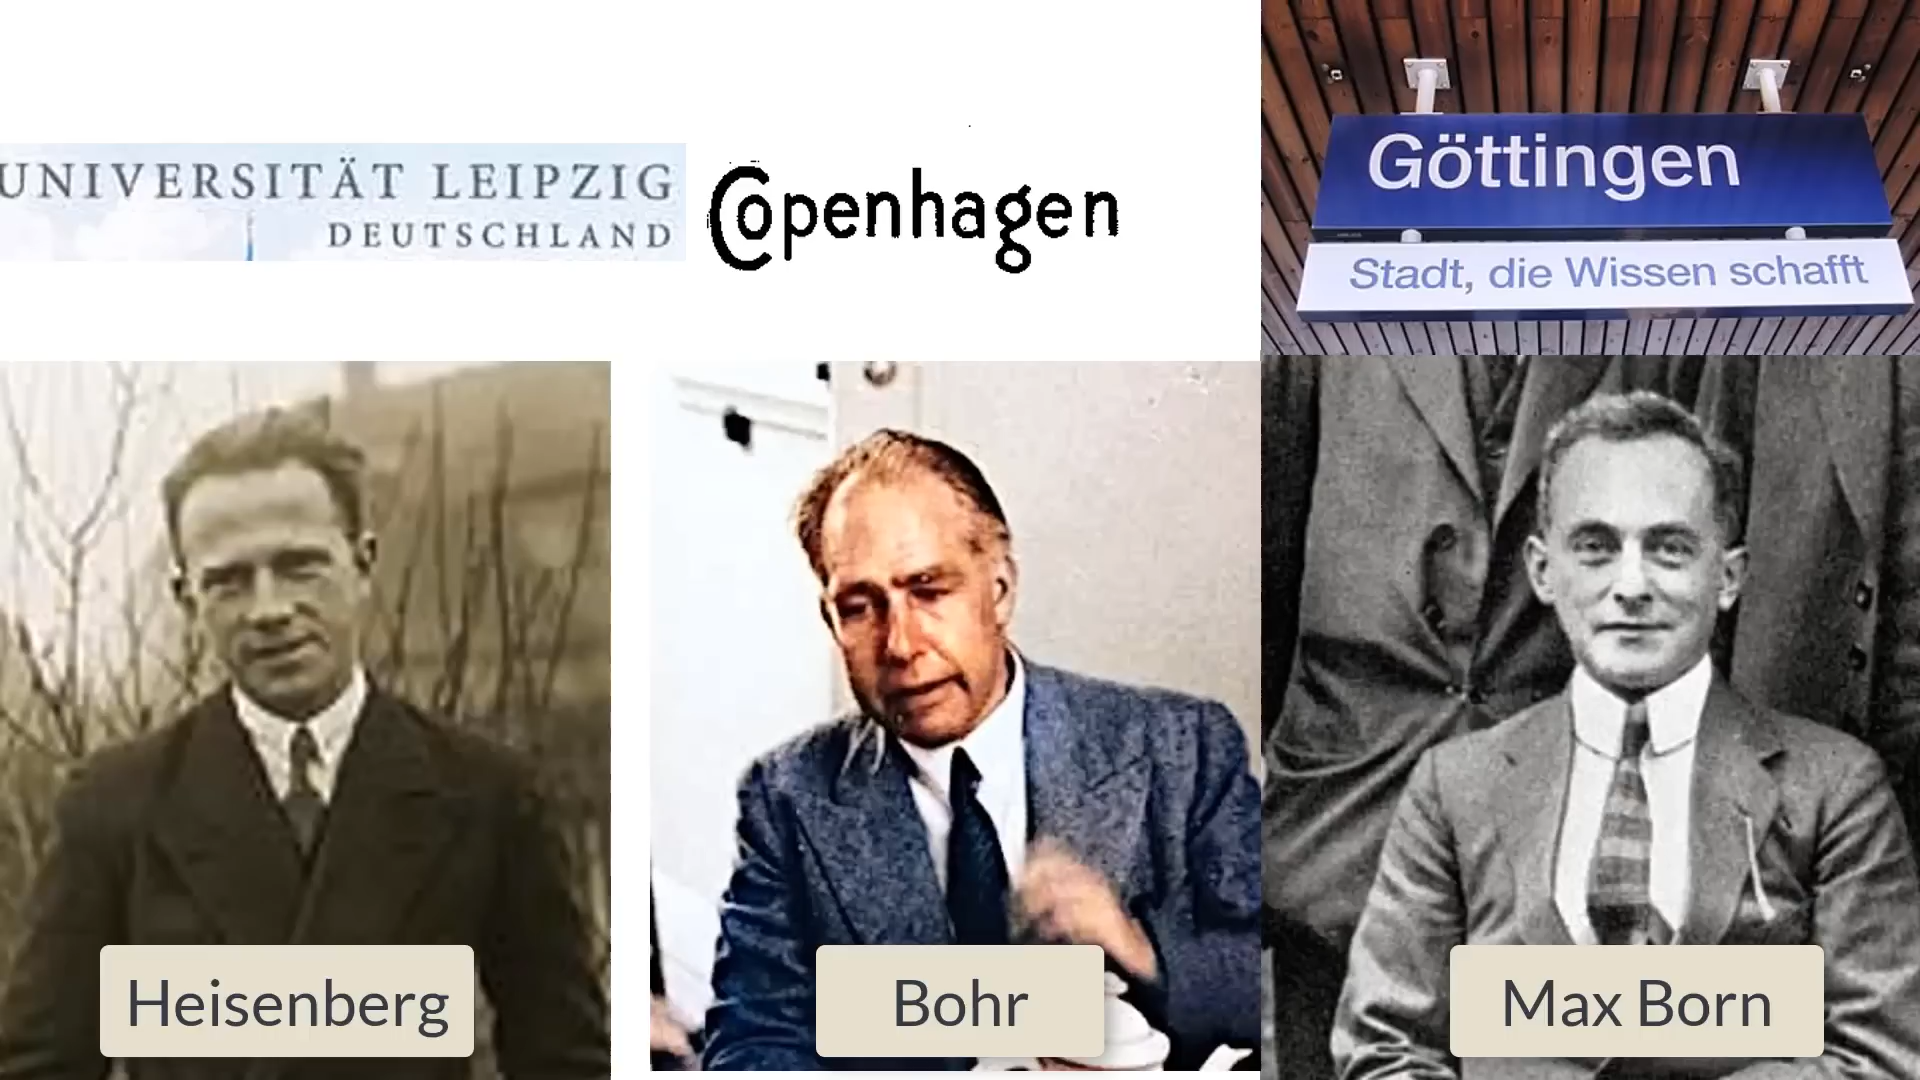 UNIVERSITÄT LEIPZIG
DEUTSCHLAND
Copenhagen
Göttingen
Stadt, die Wissen schafft
Heisenberg
Bohr
Max Born